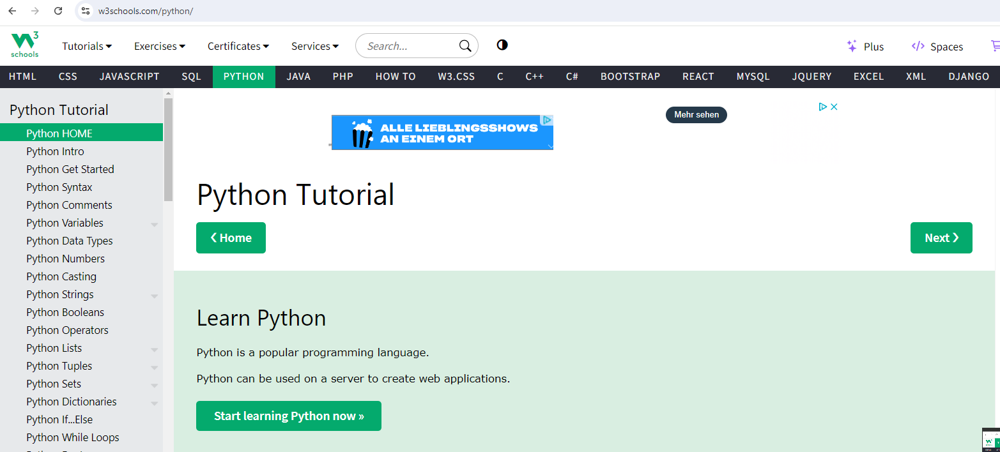 w3schools.com/python/
W3 schools
Tutorials Exercises Certificates Services Search... Plus Spaces
HTML CSS JAVASCRIPT SQL PYTHON JAVA PHP HOW TO W3.CSS C C++ C# BOOTSTRAP REACT MYSQL JQUERY EXCEL XML DJANGO
Python Tutorial
Python HOME
Python Intro
Python Get Started
Python Syntax
Python Comments
Python Variables
Python Data Types
Python Numbers
Python Casting
Python Strings
Python Booleans
Python Operators
Python Lists
Python Tuples
Python Sets
Python Dictionaries
Python If...Else
Python While Loops
"
ALLE LIEBLINGSSHOWS
AN EINEM ORT
Mehr sehen
Python Tutorial
❮ Home
Next ❯
Learn Python
Python is a popular programming language.
Python can be used on a server to create web applications.
Start learning Python now »